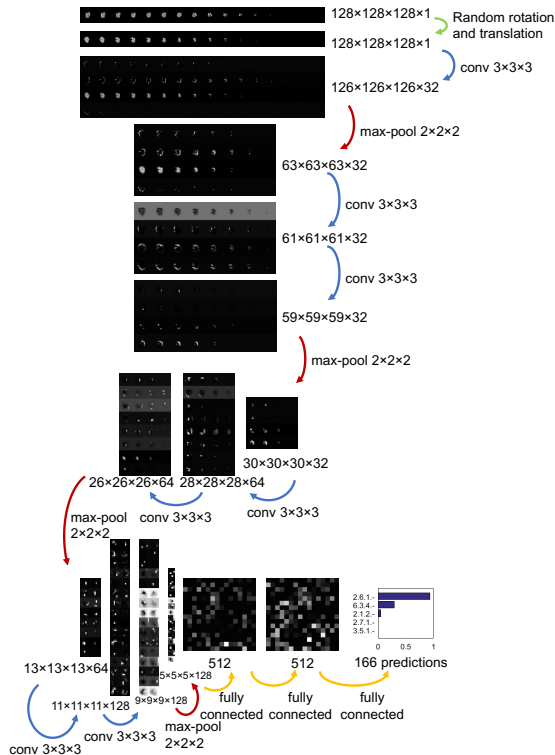 128×128×128×1
Random rotation
and translation
128×128×128×1
conv 3×3×3
126×126×126×32
max-pool 2×2×2
63×63×63×32
conv 3×3×3
61×61×61×32
conv 3×3×3
59×59×59×32
max-pool 2×2×2
30×30×30×32
26×26×26×64
28×28×28×64
conv 3×3×3
conv 3×3×3
max-pool
2×2×2
2.6.1.-
6.3.4.-
2.1.2.-
2.7.1.-
3.5.1.-
0
0.5
1
13×13×13×64
5×5×5×128
512
512
166 predictions
11×11×11×128
9×9×9×128
fully
connected
fully
connected
fully
connected
conv 3×3×3
conv 3×3×3
max-pool
2×2×2